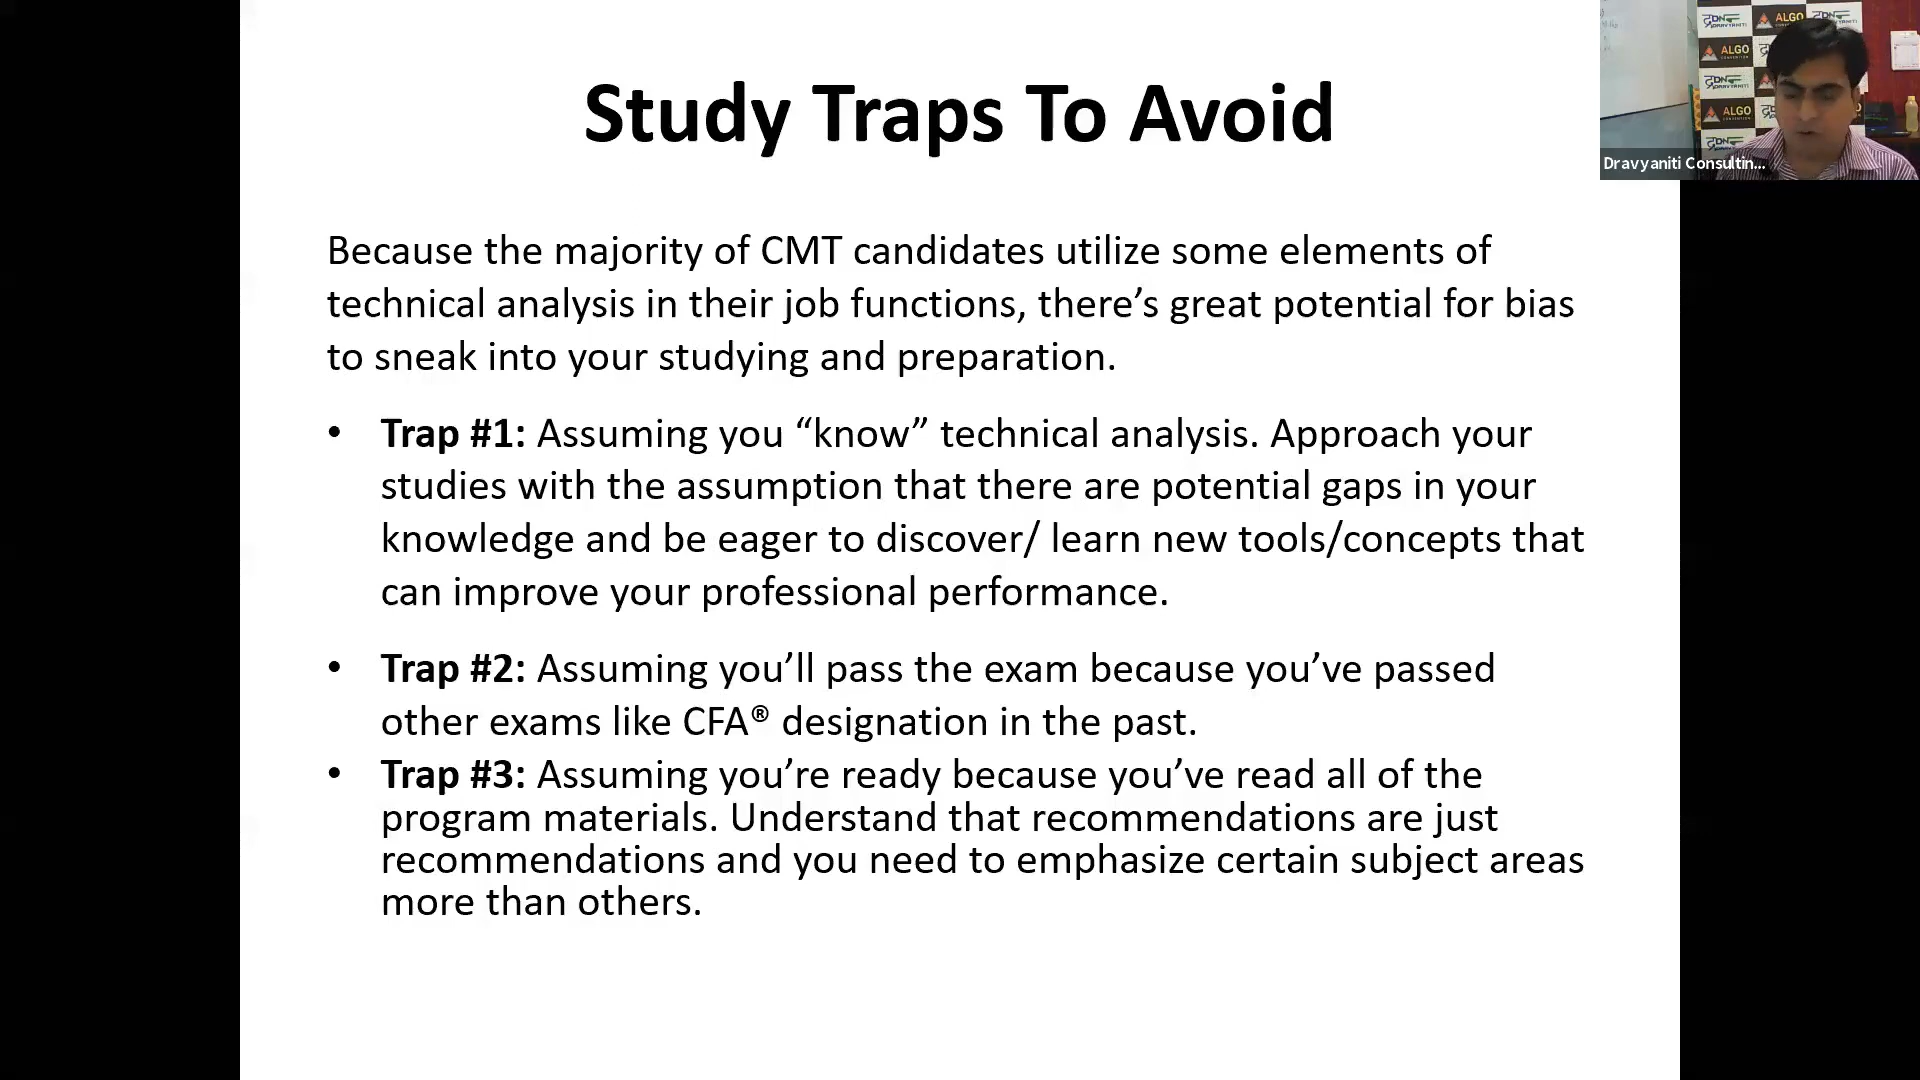 Study Traps To Avoid
Because the majority of CMT candidates utilize some elements of
technical analysis in their job functions, there’s great potential for bias
to sneak into your studying and preparation.
• Trap #1: Assuming you “know” technical analysis. Approach your
studies with the assumption that there are potential gaps in your
knowledge and be eager to discover/ learn new tools/concepts that
can improve your professional performance.
• Trap #2: Assuming you’ll pass the exam because you’ve passed
other exams like CFA® designation in the past.
• Trap #3: Assuming you’re ready because you’ve read all of the
program materials. Understand that recommendations are just
recommendations and you need to emphasize certain subject areas
more than others.
ALGO
ALGO
ALGO
Dravyaniti Consultin...